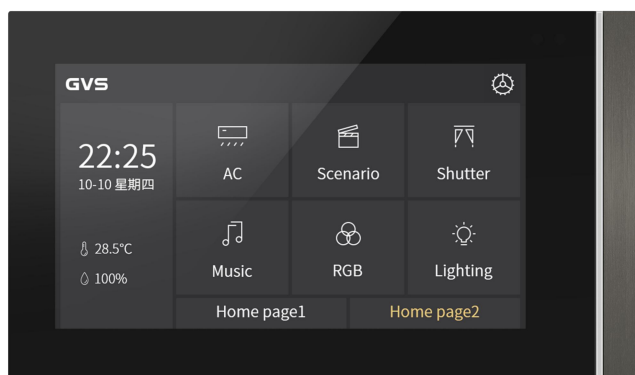 GVS
22:25
10-10 星期四
28.5℃
100%
AC
Scenario
Shutter
Music
RGB
Lighting
Home page1
Home page2